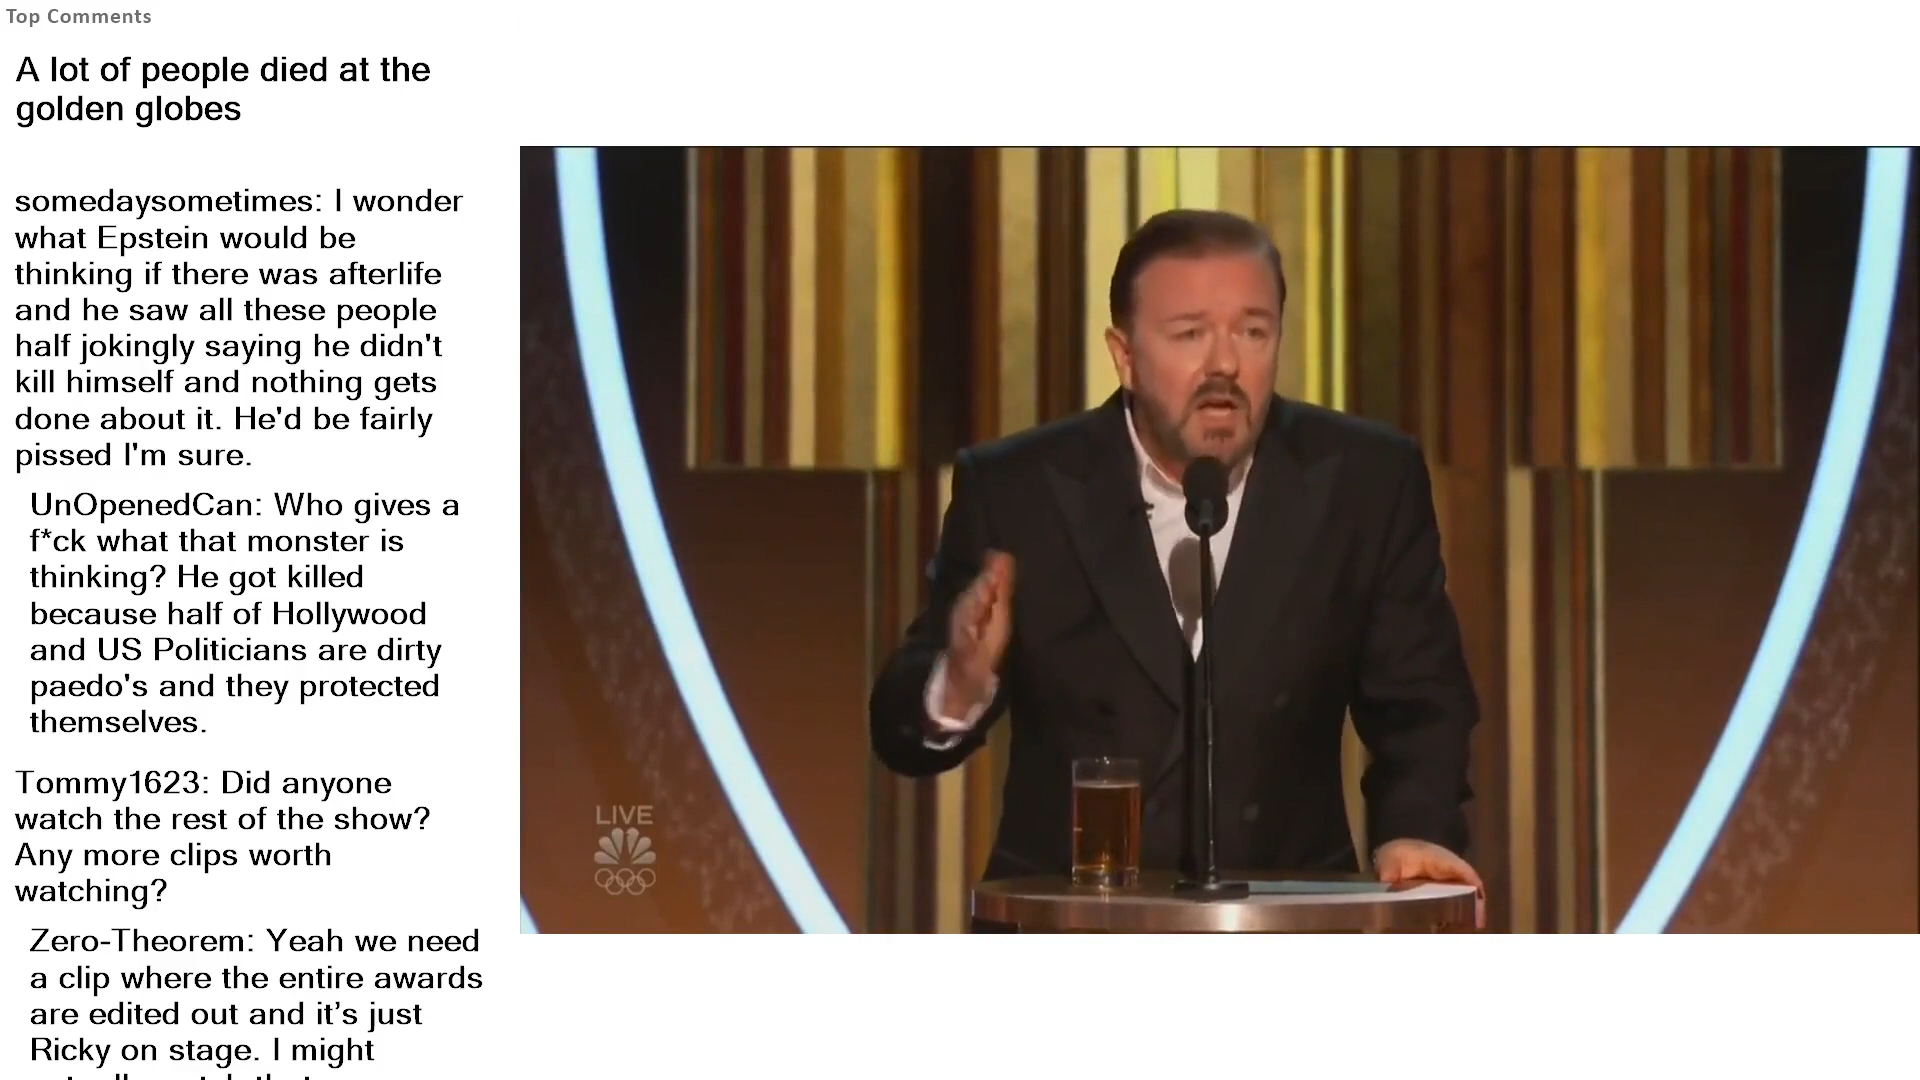 Top Comments
A lot of people died at the
golden globes
somedaysometimes: I wonder
what Epstein would be
thinking if there was afterlife
and he saw all these people
half jokingly saying he didn't
kill himself and nothing gets
done about it. He'd be fairly
pissed I'm sure.
UnOpenedCan: Who gives a
f*ck what that monster is
thinking? He got killed
because half of Hollywood
and US Politicians are dirty
paedo's and they protected
themselves.
Tommy1623: Did anyone
watch the rest of the show?
Any more clips worth
watching?
Zero-Theorem: Yeah we need
a clip where the entire awards
are edited out and it’s just
Ricky on stage. I might
LIVE